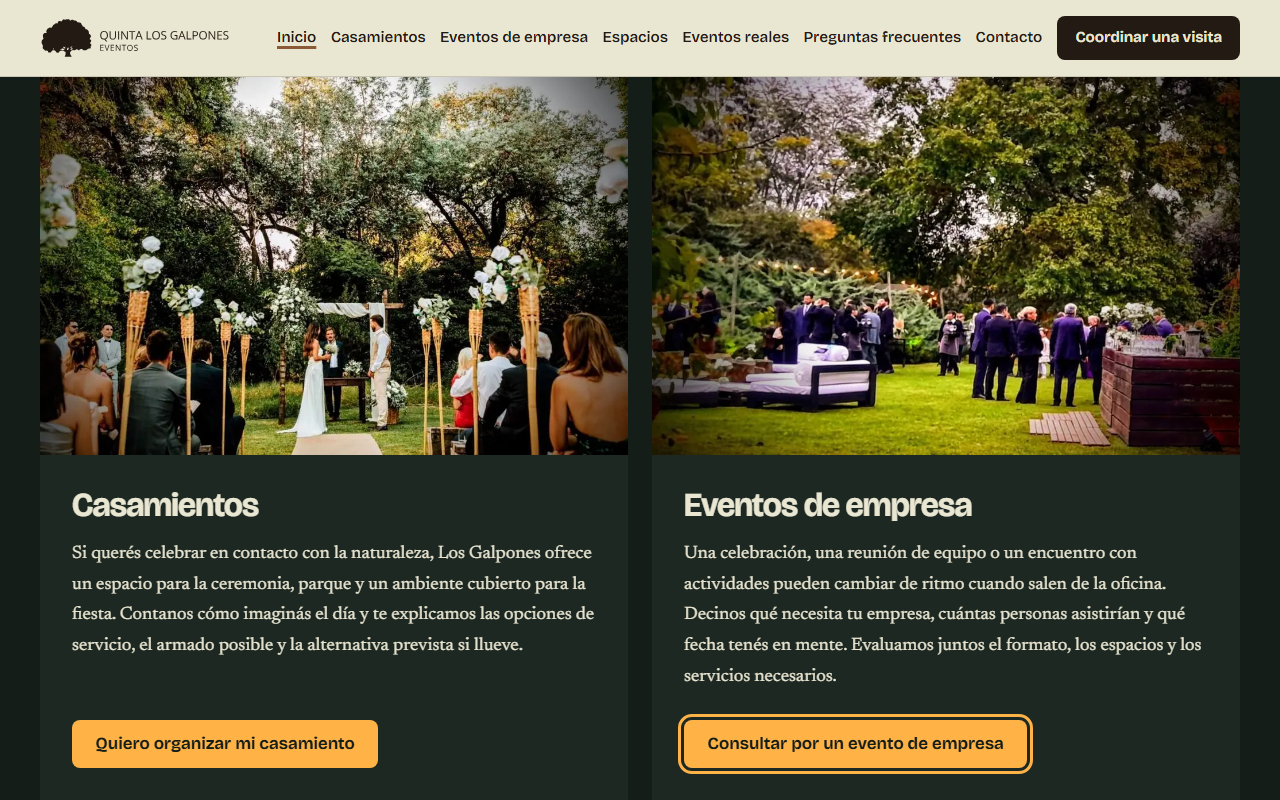 QUINTA LOS GALPONES
EVENTOS
Inicio
Casamientos
Eventos de empresa
Espacios
Eventos reales
Preguntas frecuentes
Contacto
Coordinar una visita
Casamientos
Si querés celebrar en contacto con la naturaleza, Los Galpones ofrece
un espacio para la ceremonia, parque y un ambiente cubierto para la
fiesta. Contanos cómo imaginás el día y te explicamos las opciones de
servicio, el armado posible y la alternativa prevista si llueve.
Quiero organizar mi casamiento
Eventos de empresa
Una celebración, una reunión de equipo o un encuentro con
actividades pueden cambiar de ritmo cuando salen de la oficina.
Decinos qué necesita tu empresa, cuántas personas asistirían y qué
fecha tenés en mente. Evaluamos juntos el formato, los espacios y los
servicios necesarios.
Consultar por un evento de empresa